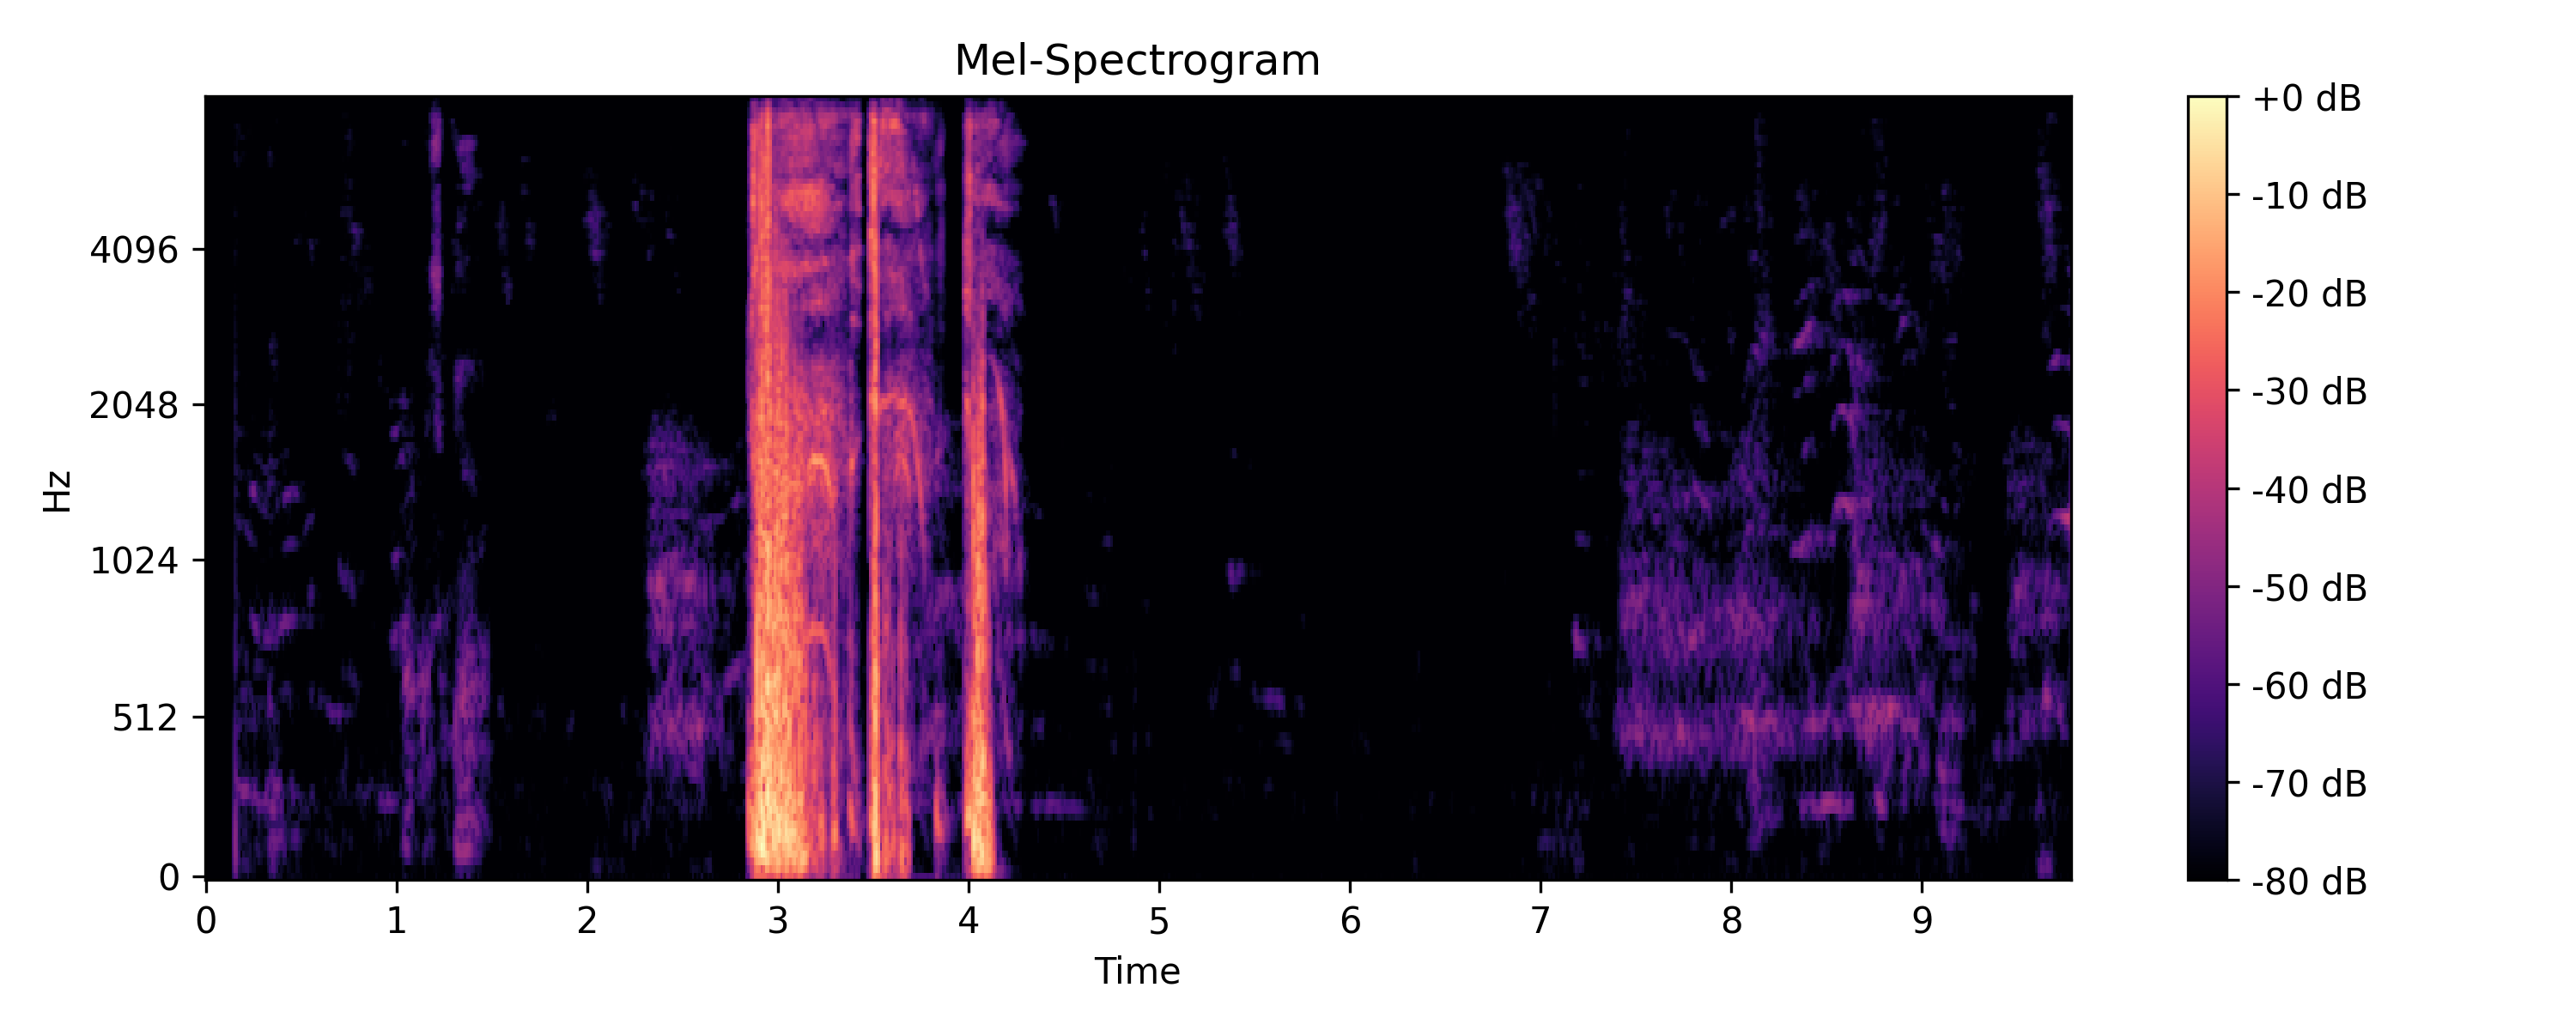 Mel-Spectrogram
+0 dB
-10 dB
-20 dB
-30 dB
-40 dB
-50 dB
-60 dB
-70 dB
-80 dB
Hz
4096
2048
1024
512
0
0 1 2 3 4 5 6 7 8 9
Time